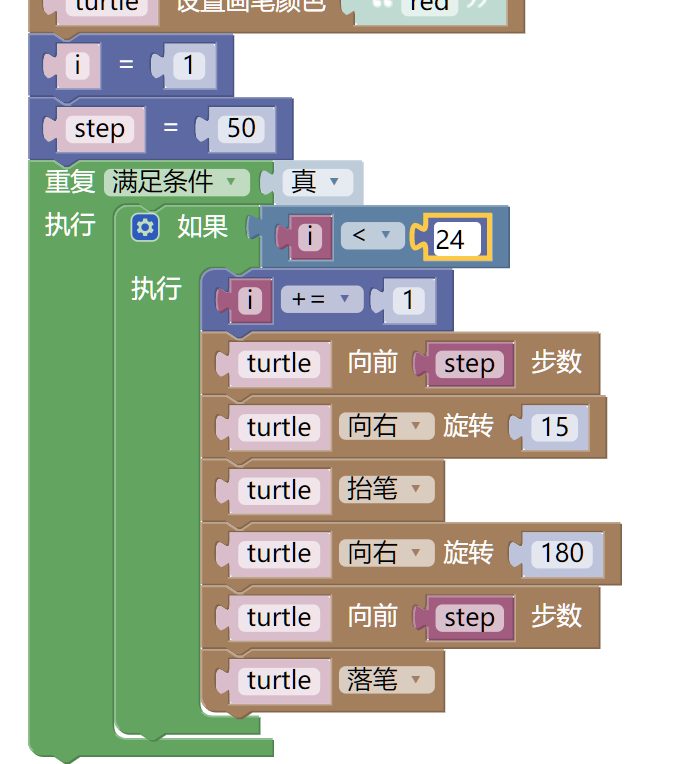 turtle 设置画笔颜色 “ red ”
i = 1
step = 50
重复 满足条件 真
执行 如果 i < 24
执行 i += 1
turtle 向前 step 步数
turtle 向右 旋转 15
turtle 抬笔
turtle 向右 旋转 180
turtle 向前 step 步数
turtle 落笔